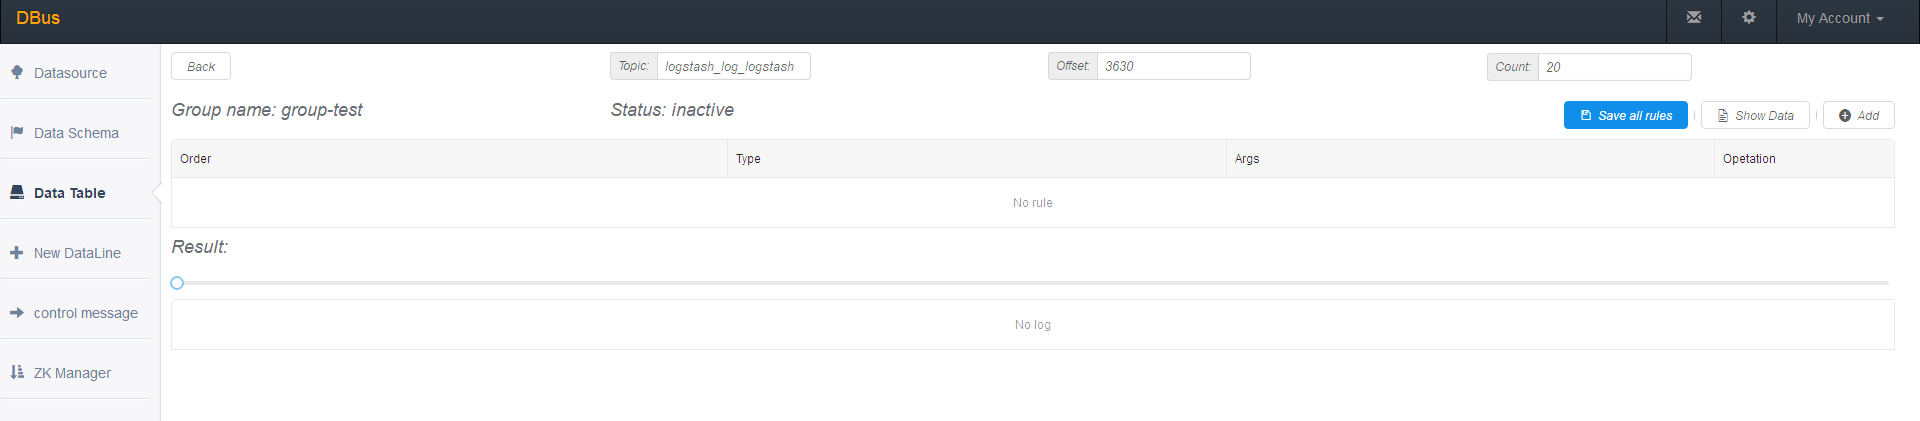 DBus
My Account
Datasource
Data Schema
Data Table
New DataLine
control message
ZK Manager
Back
Topic: logstash_log_logstash
Offset: 3630
Count: 20
Group name: group-test
Status: inactive
Save all rules
Show Data
Add
Order Type Args Opetation
No rule
Result:
No log